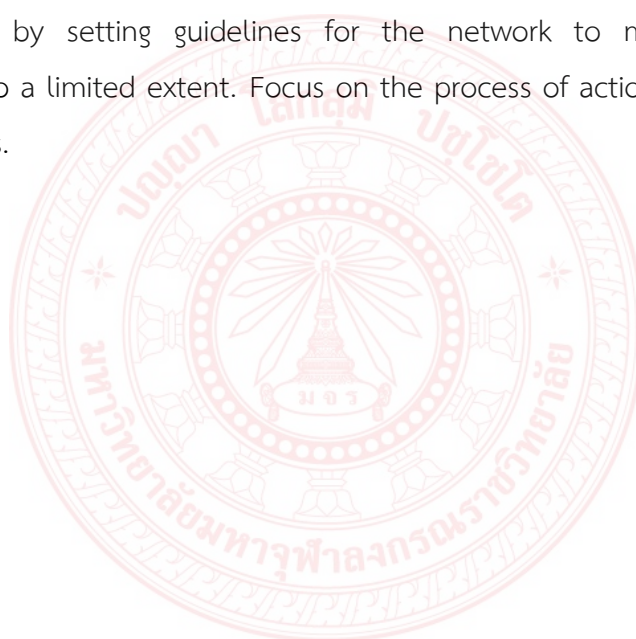 by setting guidelines for the network to
a limited extent. Focus on the process of
ปญฺญา โลกสฺมิ ปชฺโชโต
ม จ ร
มหาวิทยาลัยมหาจุฬาลงกรณราชวิทยาลัย